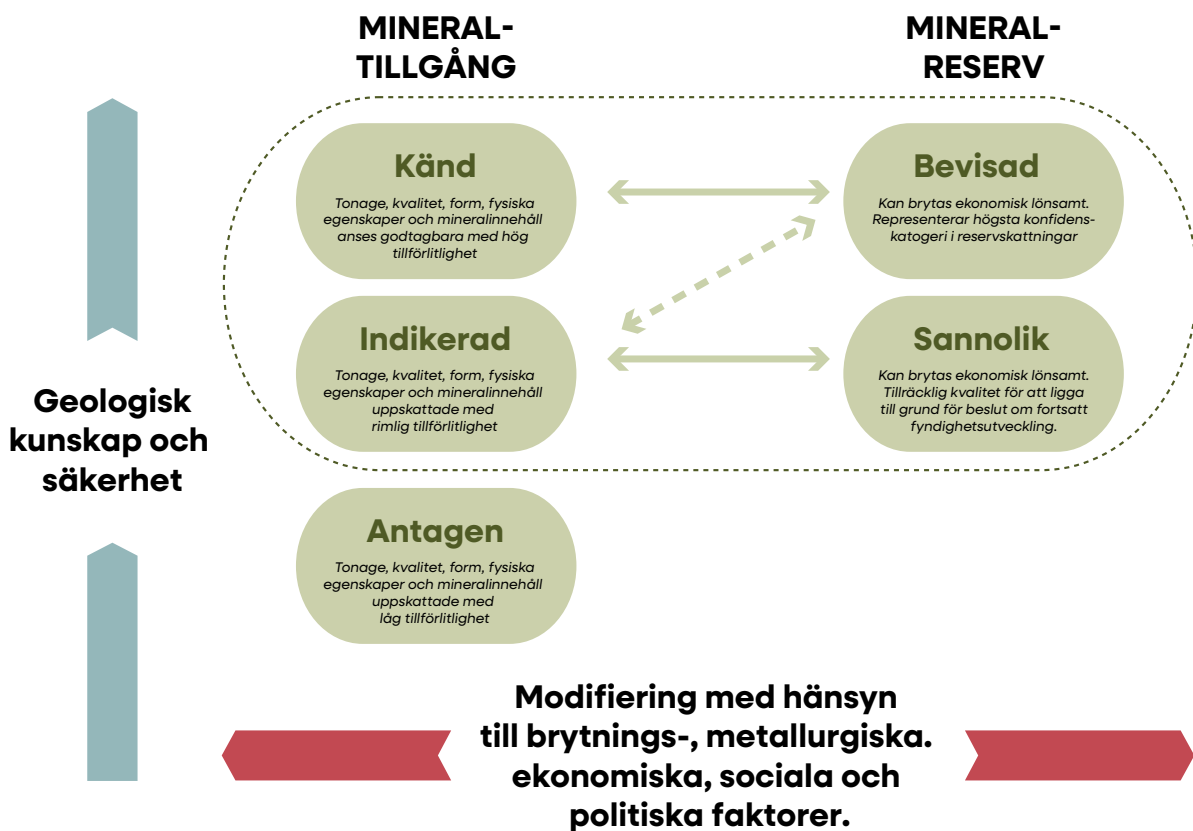 MINERAL-
TILLGÅNG
MINERAL-
RESERV
Känd
Tonage, kvalitet, form, fysiska
egenskaper och mineralinnehåll
anses godtagbara med hög
tillförlitlighet
Bevisad
Kan brytas ekonomisk lönsamt.
Representerar högsta konfidens-
katogeri i reservskattningar
Indikerad
Tonage, kvalitet, form, fysiska
egenskaper och mineralinnehåll
uppskattade med
rimlig tillförlitlighet
Sannolik
Kan brytas ekonomisk lönsamt.
Tillräcklig kvalitet för att ligga
till grund för beslut om fortsatt
fyndighetsutveckling.
Geologisk
kunskap och
säkerhet
Antagen
Tonage, kvalitet, form, fysiska
egenskaper och mineralinnehåll
uppskattade med
låg tillförlitlighet
Modifiering med hänsyn
till brytnings-, metallurgiska.
ekonomiska, sociala och
politiska faktorer.